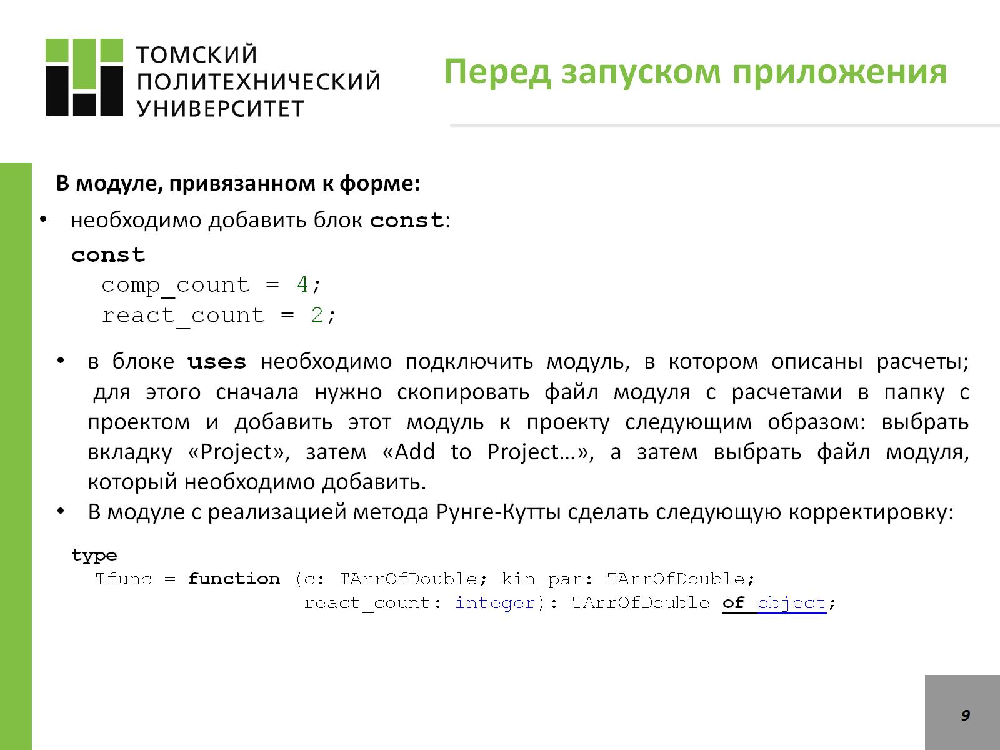 ТОМСКИЙ
ПОЛИТЕХНИЧЕСКИЙ
УНИВЕРСИТЕТ
Перед запуском приложения
В модуле, привязанном к форме:
• необходимо добавить блок const:
const
comp_count = 4;
react_count = 2;
• в блоке uses необходимо подключить модуль, в котором описаны расчеты;
для этого сначала нужно скопировать файл модуля с расчетами в папку с
проектом и добавить этот модуль к проекту следующим образом: выбрать
вкладку «Project», затем «Add to Project…», а затем выбрать файл модуля,
который необходимо добавить.
• В модуле с реализацией метода Рунге-Кутты сделать следующую корректировку:
type
Tfunc = function (c: TArrOfDouble; kin_par: TArrOfDouble;
react_count: integer): TArrOfDouble of object;
9